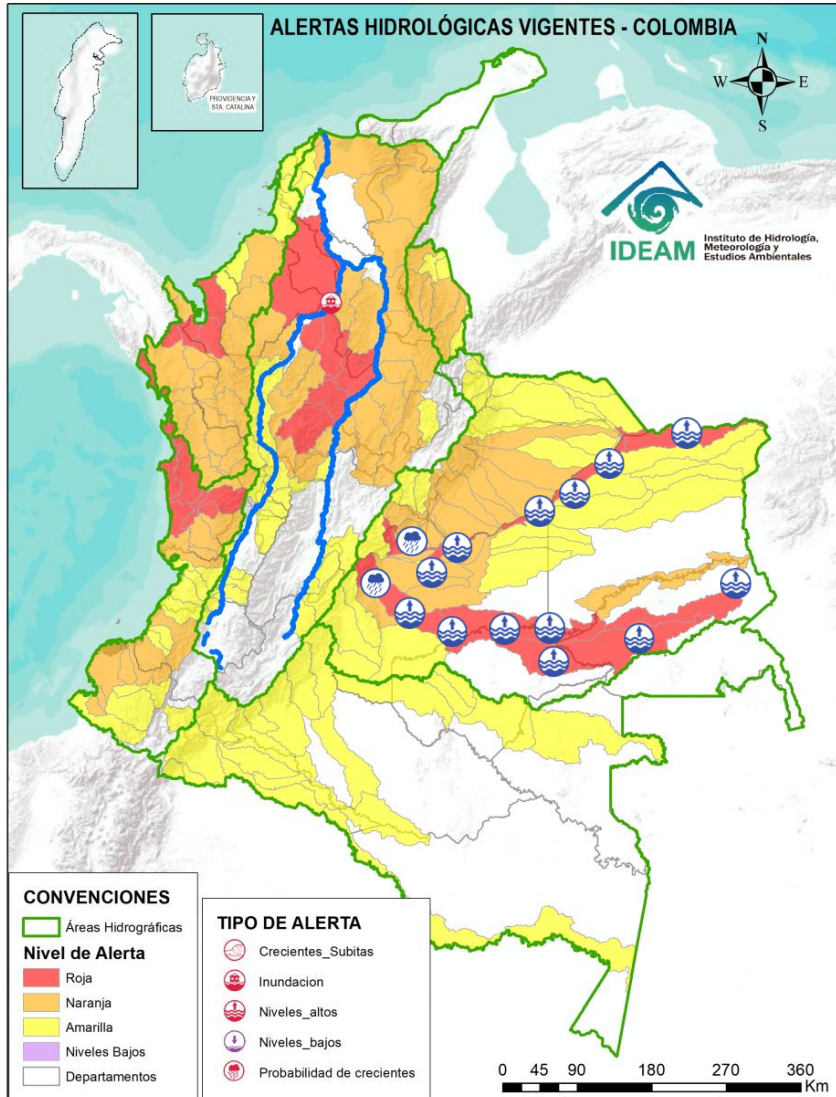 ALERTAS HIDROLÓGICAS VIGENTES - COLOMBIA
PROVIDENCIA Y
STA. CATALINA
N
W
E
S
IDEAM
Instituto de Hidrología,
Meteorología y
Estudios Ambientales
CONVENCIONES
Áreas Hidrográficas
Nivel de Alerta
Roja
Naranja
Amarilla
Niveles Bajos
Departamentos
TIPO DE ALERTA
Crecientes_Subitas
Inundacion
Niveles_altos
Niveles_bajos
Probabilidad de crecientes
0 45 90 180 270 360
Km